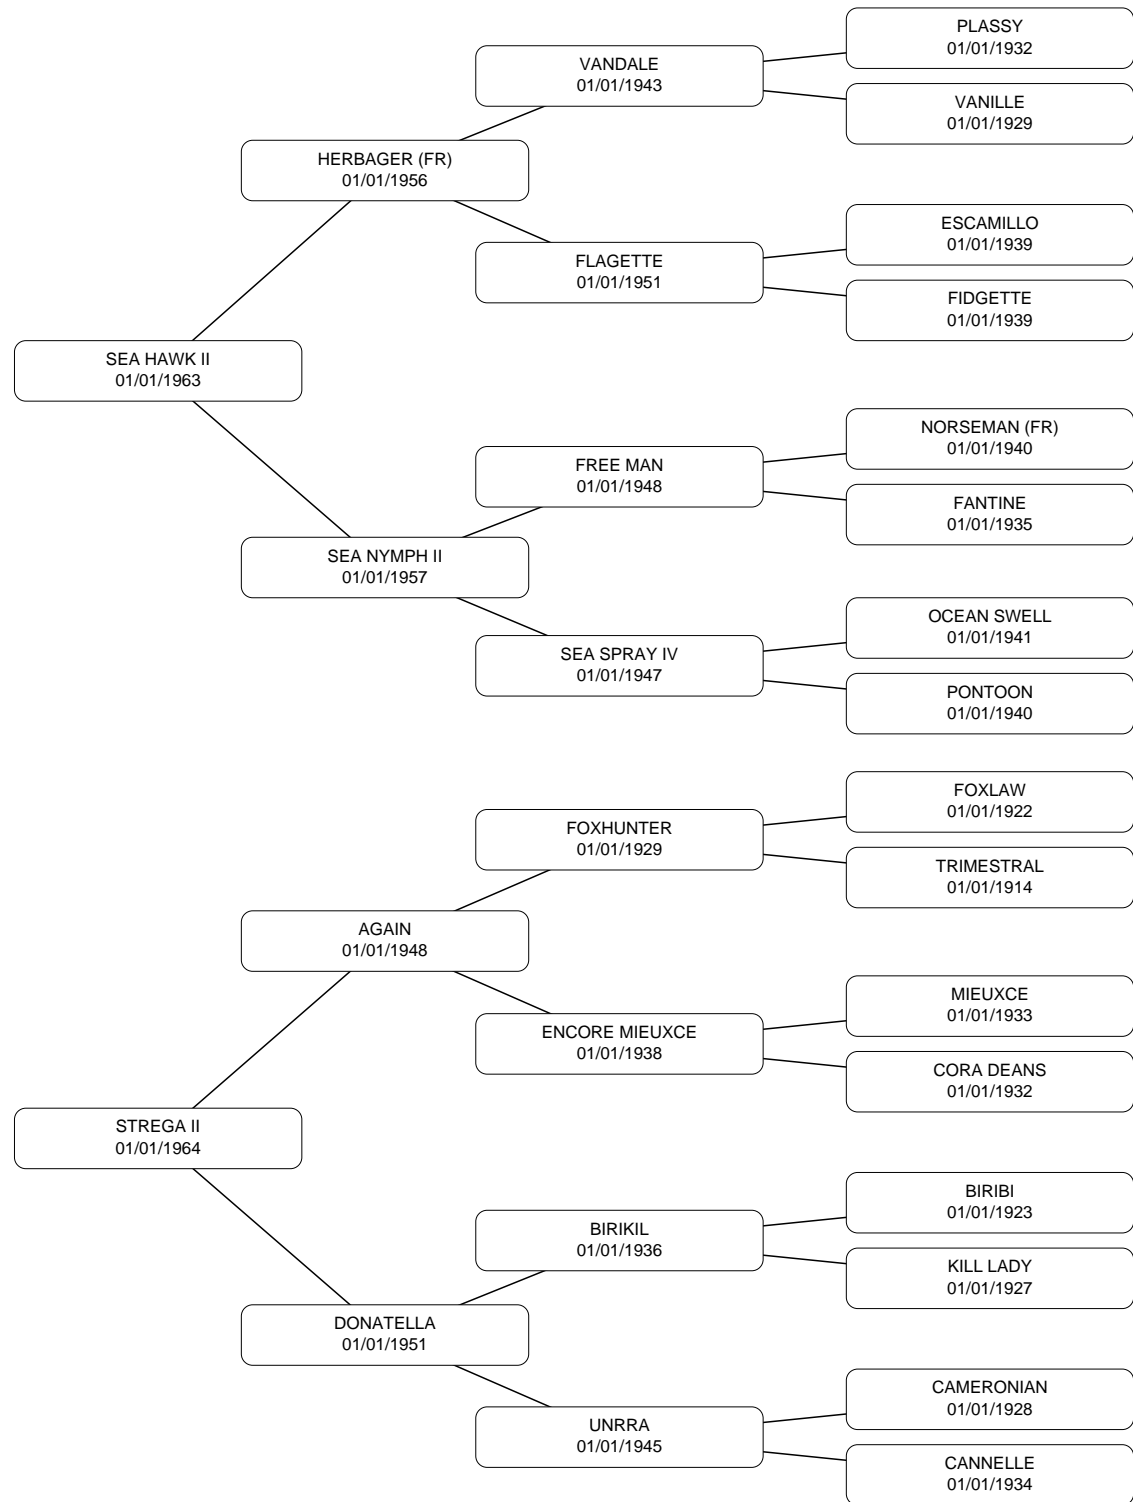 PLASSY
01/01/1932
VANDALE
01/01/1943
VANILLE
01/01/1929
HERBAGER (FR)
01/01/1956
ESCAMILLO
01/01/1939
FLAGETTE
01/01/1951
FIDGETTE
01/01/1939
SEA HAWK II
01/01/1963
NORSEMAN (FR)
01/01/1940
FREE MAN
01/01/1948
FANTINE
01/01/1935
SEA NYMPH II
01/01/1957
OCEAN SWELL
01/01/1941
SEA SPRAY IV
01/01/1947
PONTOON
01/01/1940
FOXLAW
01/01/1922
FOXHUNTER
01/01/1929
TRIMESTRAL
01/01/1914
AGAIN
01/01/1948
MIEUXCE
01/01/1933
ENCORE MIEUXCE
01/01/1938
CORA DEANS
01/01/1932
STREGA II
01/01/1964
BIRIBI
01/01/1923
BIRIKIL
01/01/1936
KILL LADY
01/01/1927
DONATELLA
01/01/1951
CAMERONIAN
01/01/1928
UNRRA
01/01/1945
CANNELLE
01/01/1934